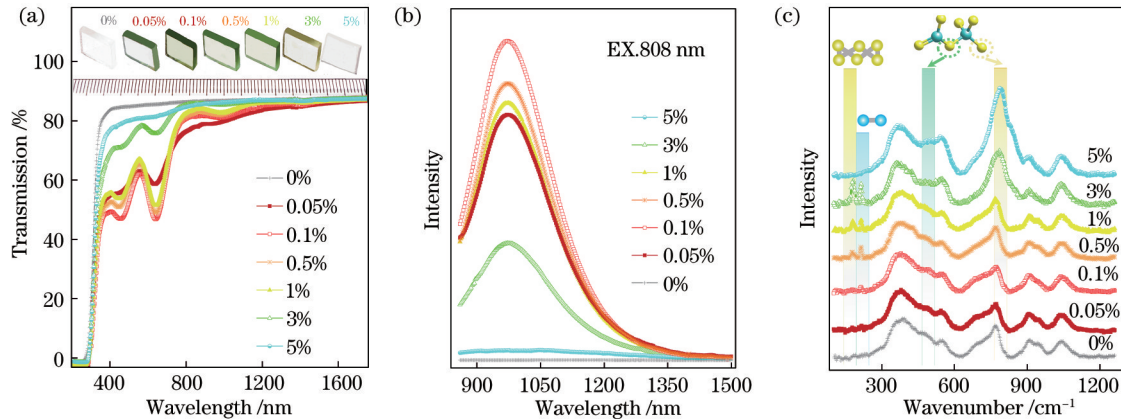 (a)
0% 0.05% 0.1% 0.5% 1% 3% 5%
100
80
60
40
20
0
Transmission /%
0%
0.05%
0.1%
0.5%
1%
3%
5%
400 800 1200 1600
Wavelength /nm
(b)
EX.808 nm
5%
3%
1%
0.5%
0.1%
0.05%
0%
Intensity
900 1050 1200 1350 1500
Wavelength /nm
(c)
Intensity
5%
3%
1%
0.5%
0.1%
0.05%
0%
300 600 900 1200
Wavenumber /cm⁻¹